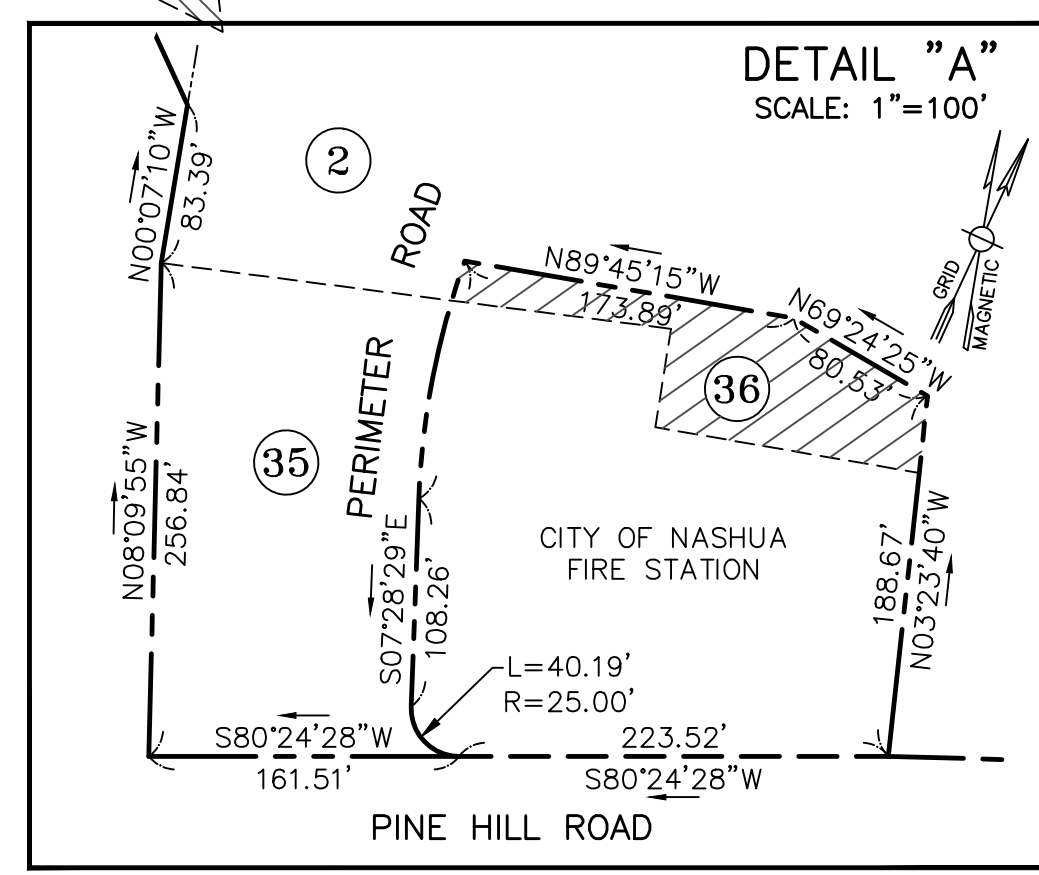 DETAIL "A"
SCALE: 1"=100'
N00°07'10"W
83.39'
2
ROAD
N89°45'15"W
173.89'
N69°24'25"W
80.53'
GRID
MAGNETIC
36
PERIMETER
35
N08°09'55"W
256.84'
S07°28'29"E
108.26'
CITY OF NASHUA
FIRE STATION
188.67'
N03°23'40"W
L=40.19'
R=25.00'
S80°24'28"W
161.51'
223.52'
S80°24'28"W
PINE HILL ROAD